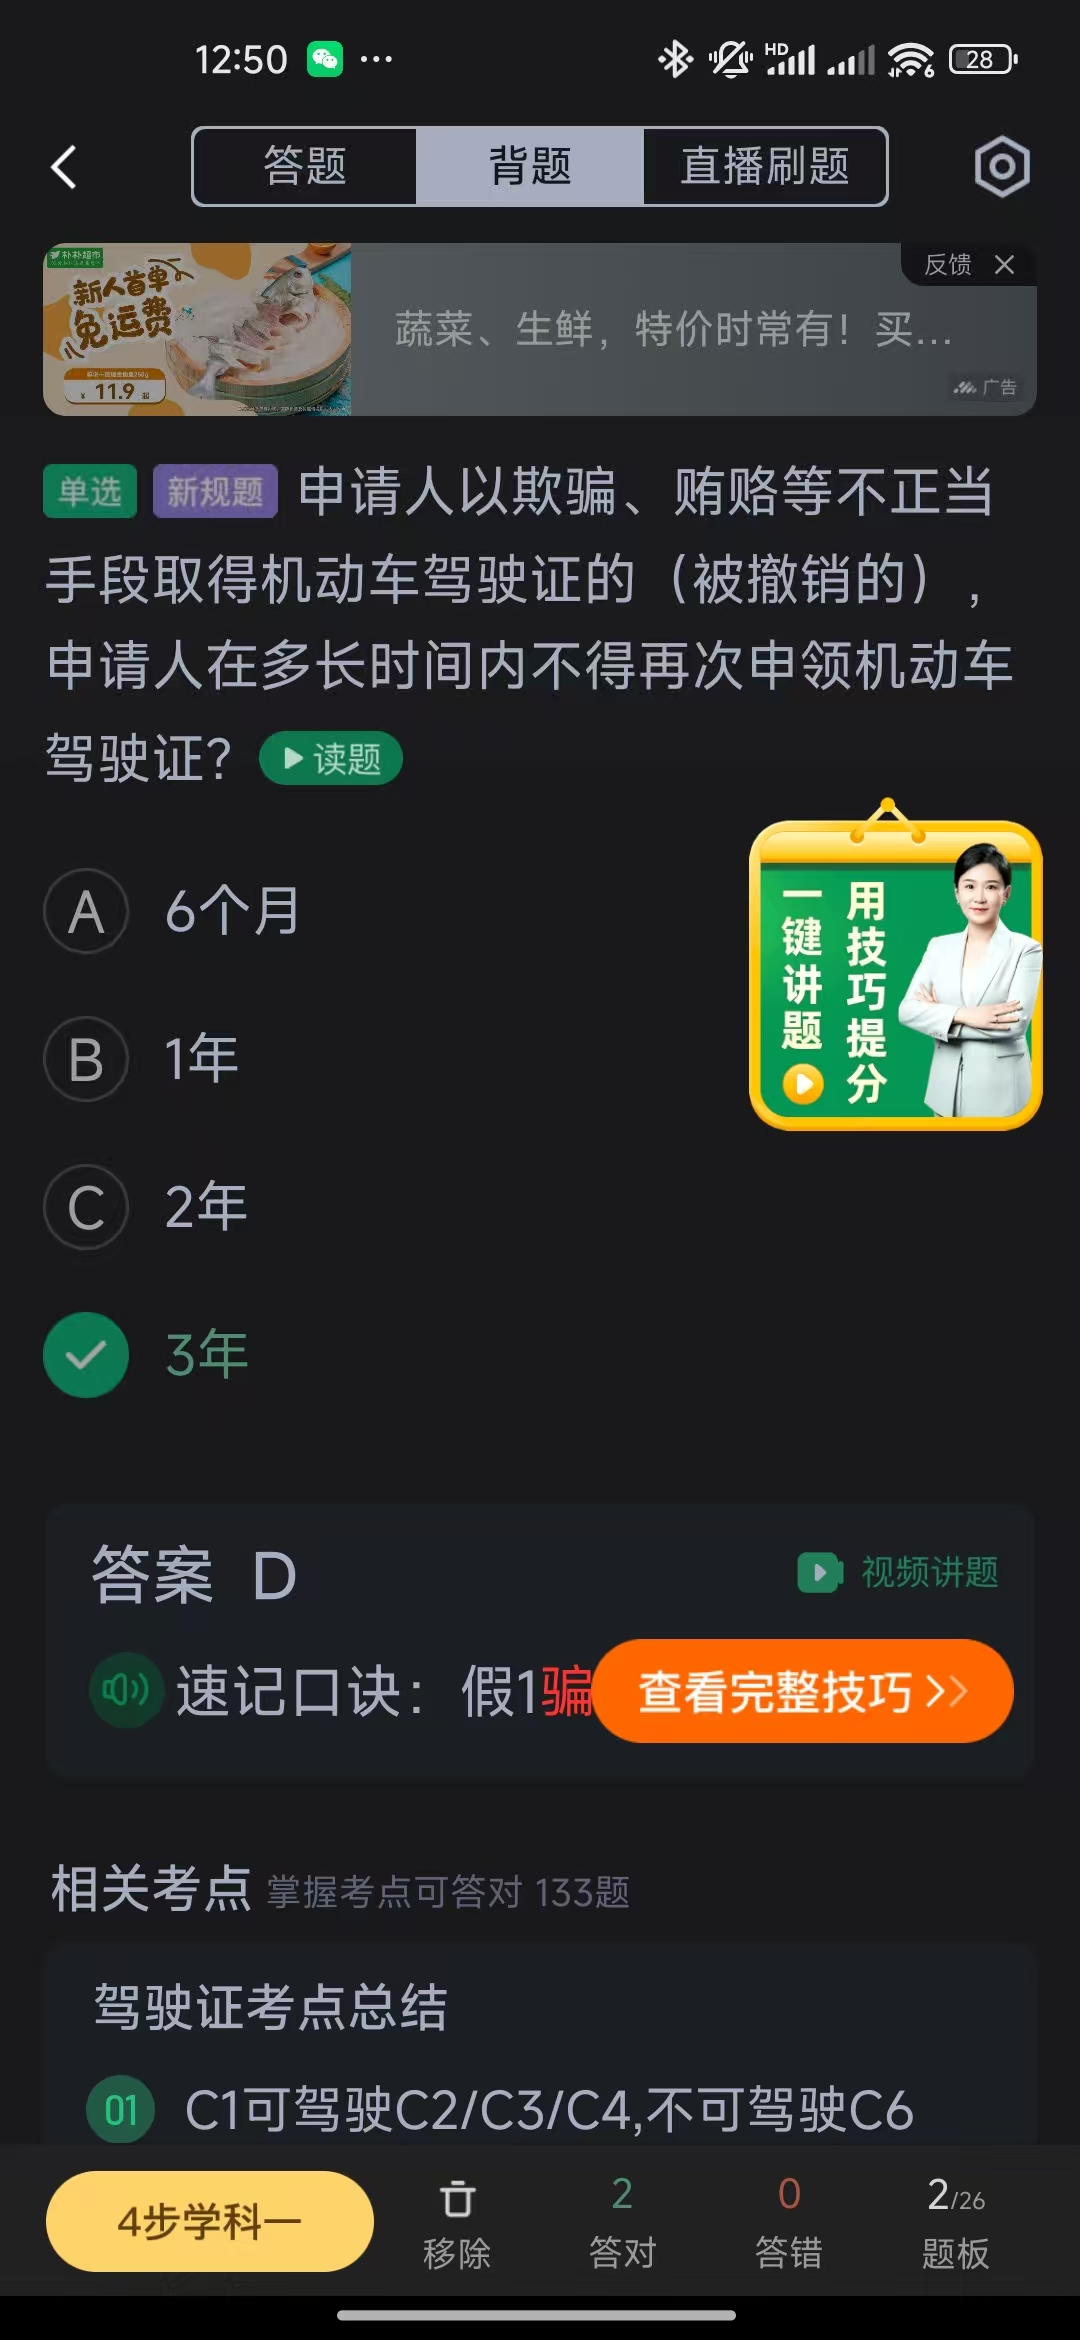 12:50
HD
6
28
答题
背题
直播刷题
朴朴超市
新人首单
免运费
¥ 11.9 起
蔬菜、生鲜，特价时常有！买...
反馈
广告
单选 新规题 申请人以欺骗、贿赂等不正当
手段取得机动车驾驶证的（被撤销的），
申请人在多长时间内不得再次申领机动车
驾驶证？ 读题
A 6个月
B 1年
C 2年
3年
一键讲题
用技巧提分
答案 D
视频讲题
速记口诀：假1骗
查看完整技巧
相关考点 掌握考点可答对 133题
驾驶证考点总结
01 C1可驾驶C2/C3/C4,不可驾驶C6
4步学科一
移除
2
答对
0
答错
2/26
题板